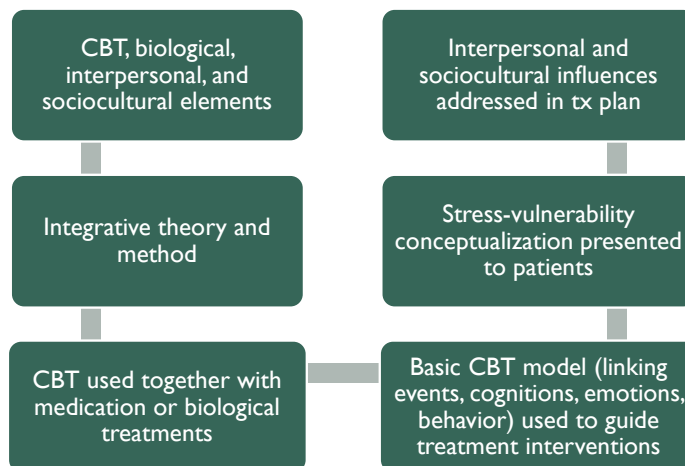 CBT, biological,
interpersonal, and
sociocultural elements
Integrative theory and
method
CBT used together with
medication or biological
treatments
Basic CBT model (linking
events, cognitions, emotions,
behavior) used to guide
treatment interventions
Stress-vulnerability
conceptualization presented
to patients
Interpersonal and
sociocultural influences
addressed in tx plan